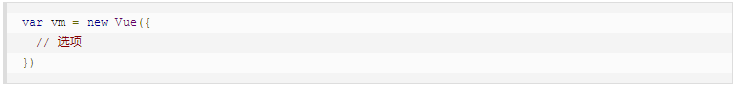 var vm = new Vue({
  // 选项
})